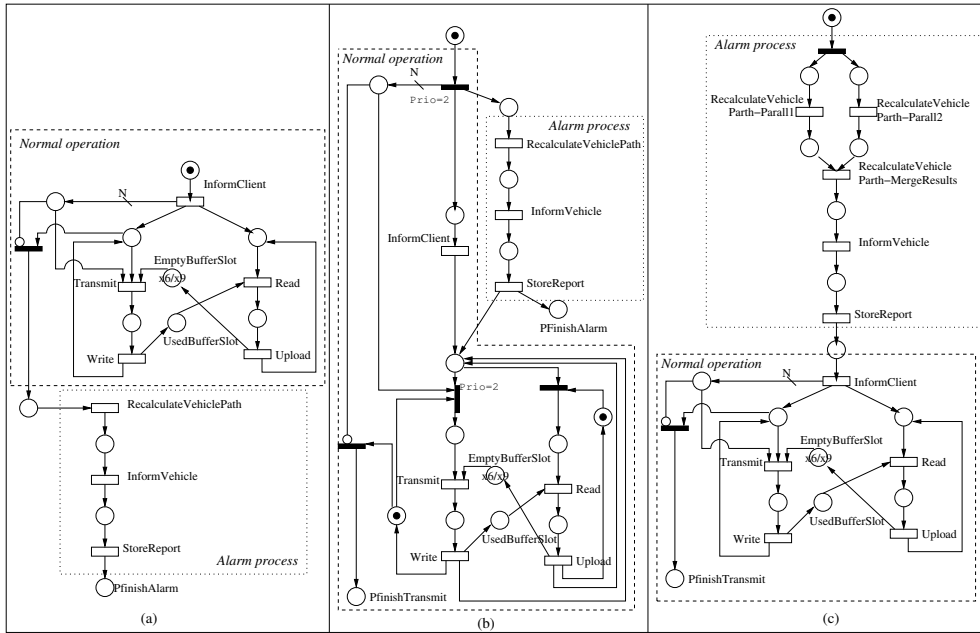 Normal operation
InformClient
N
EmptyBufferSlot
x6/x9
Transmit
Read
UsedBufferSlot
Write
Upload
RecalculateVehiclePath
InformVehicle
StoreReport
Alarm process
PfinishAlarm
(a)
Normal operation
N
Prio=2
Alarm process
RecalculateVehiclePath
InformVehicle
InformClient
StoreReport
PFinishAlarm
Prio=2
EmptyBufferSlot
x6/x9
Transmit
Read
UsedBufferSlot
Write
Upload
PfinishTransmit
(b)
Alarm process
RecalculateVehicle
Parth-Parall1
RecalculateVehicle
Parth-Parall2
RecalculateVehicle
Parth-MergeResults
InformVehicle
StoreReport
Normal operation
N
InformClient
EmptyBufferSlot
x6/x9
Transmit
Read
UsedBufferSlot
Write
Upload
PfinishTransmit
(c)